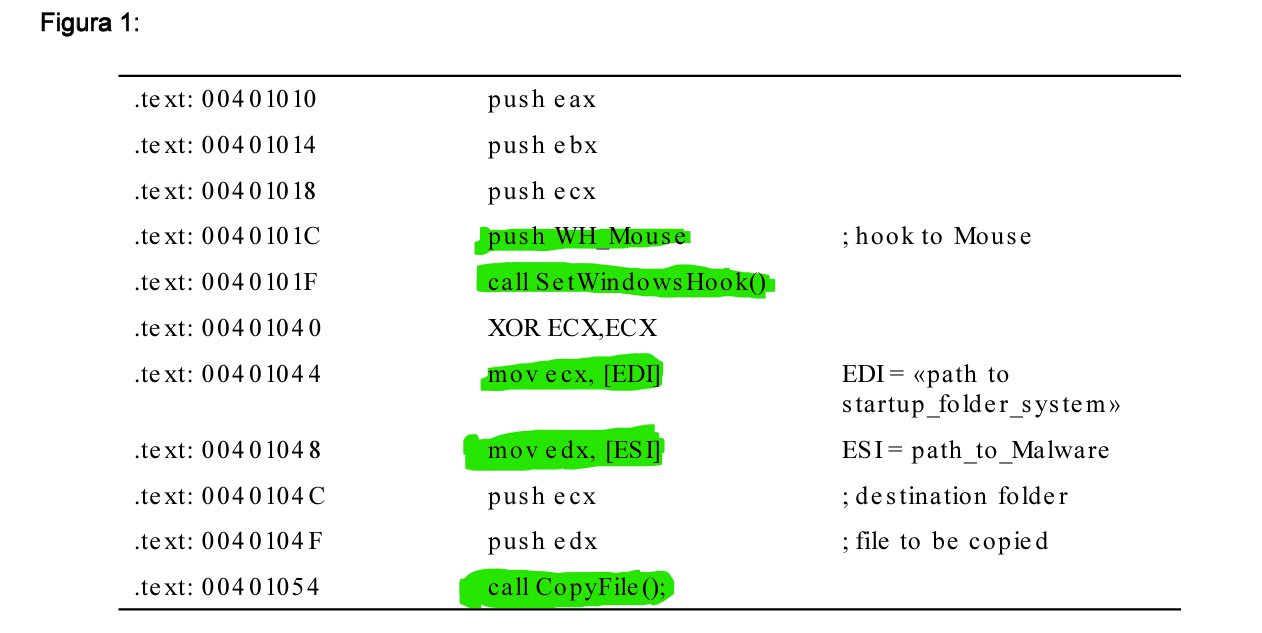 Figura 1:
.text: 00401010 push eax
.text: 00401014 push ebx
.text: 00401018 push ecx
.text: 0040101C push WH_Mouse ; hook to Mouse
.text: 0040101F call SetWindowsHook()
.text: 00401040 XOR ECX,ECX
.text: 00401044 mov ecx, [EDI] EDI = «path to
startup_folder_system»
.text: 00401048 mov edx, [ESI] ESI = path_to_Malware
.text: 0040104C push ecx ; destination folder
.text: 0040104F push edx ; file to be copied
.text: 00401054 call CopyFile();